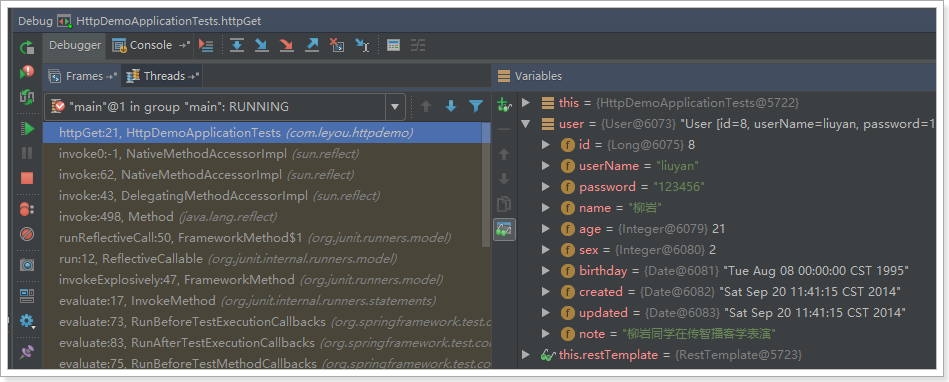 Debug HttpDemoApplicationTests.httpGet
Debugger Console
Frames Threads
"main"@1 in group "main": RUNNING
httpGet:21, HttpDemoApplicationTests (com.leyou.httpdemo)
invoke0:-1, NativeMethodAccessorImpl (sun.reflect)
invoke:62, NativeMethodAccessorImpl (sun.reflect)
invoke:43, DelegatingMethodAccessorImpl (sun.reflect)
invoke:498, Method (java.lang.reflect)
runReflectiveCall:50, FrameworkMethod$1 (org.junit.runners.model)
run:12, ReflectiveCallable (org.junit.internal.runners.model)
invokeExplosively:47, FrameworkMethod (org.junit.runners.model)
evaluate:17, InvokeMethod (org.junit.internal.runners.statements)
evaluate:73, RunBeforeTestExecutionCallbacks (org.springframework.test.co
evaluate:83, RunAfterTestExecutionCallbacks (org.springframework.test.com
evaluate:75, RunBeforeTestMethodCallbacks (org.springframework.test.co
Variables
this = {HttpDemoApplicationTests@5722}
user = {User@6073} "User [id=8, userName=liuyan, password=1
id = {Long@6075} 8
userName = "liuyan"
password = "123456"
name = "柳岩"
age = {Integer@6079} 21
sex = {Integer@6080} 2
birthday = {Date@6081} "Tue Aug 08 00:00:00 CST 1995"
created = {Date@6082} "Sat Sep 20 11:41:15 CST 2014"
updated = {Date@6083} "Sat Sep 20 11:41:15 CST 2014"
note = "柳岩同学在传智播客学表演"
this.restTemplate = {RestTemplate@5723}